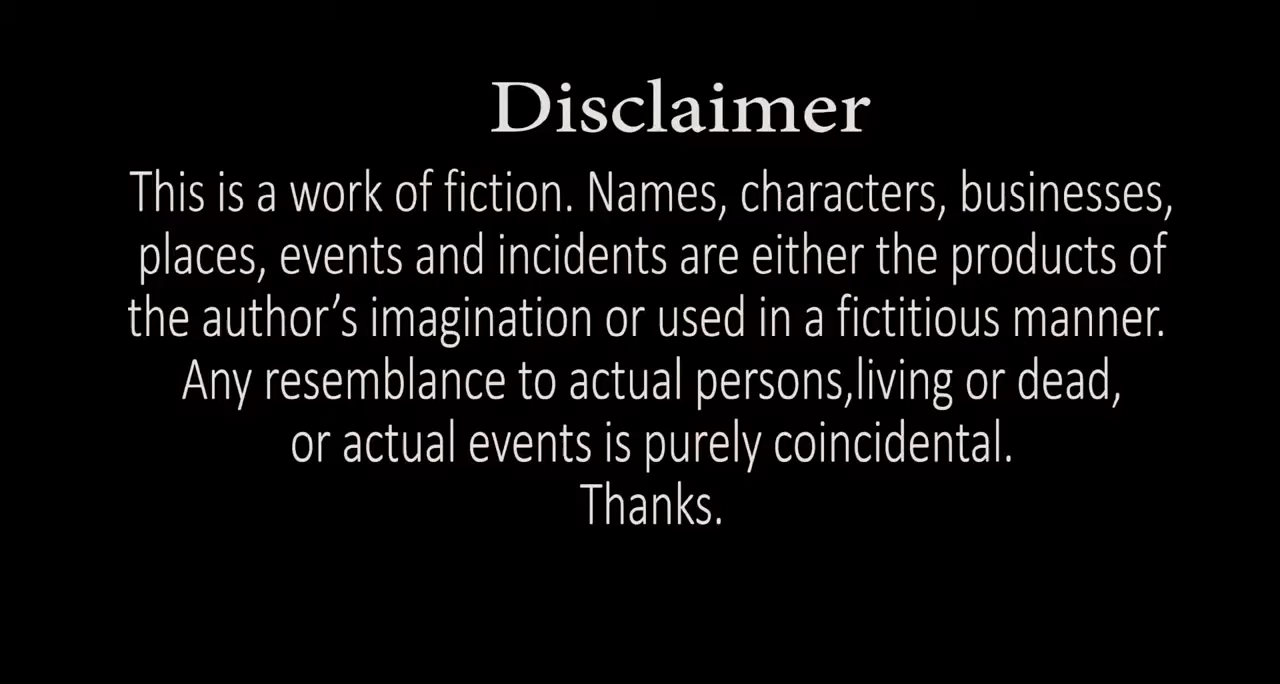 Disclaimer
This is a work of fiction. Names, characters, businesses,
places, events and incidents are either the products of
the author’s imagination or used in a fictitious manner.
Any resemblance to actual persons,living or dead,
or actual events is purely coincidental.
Thanks.